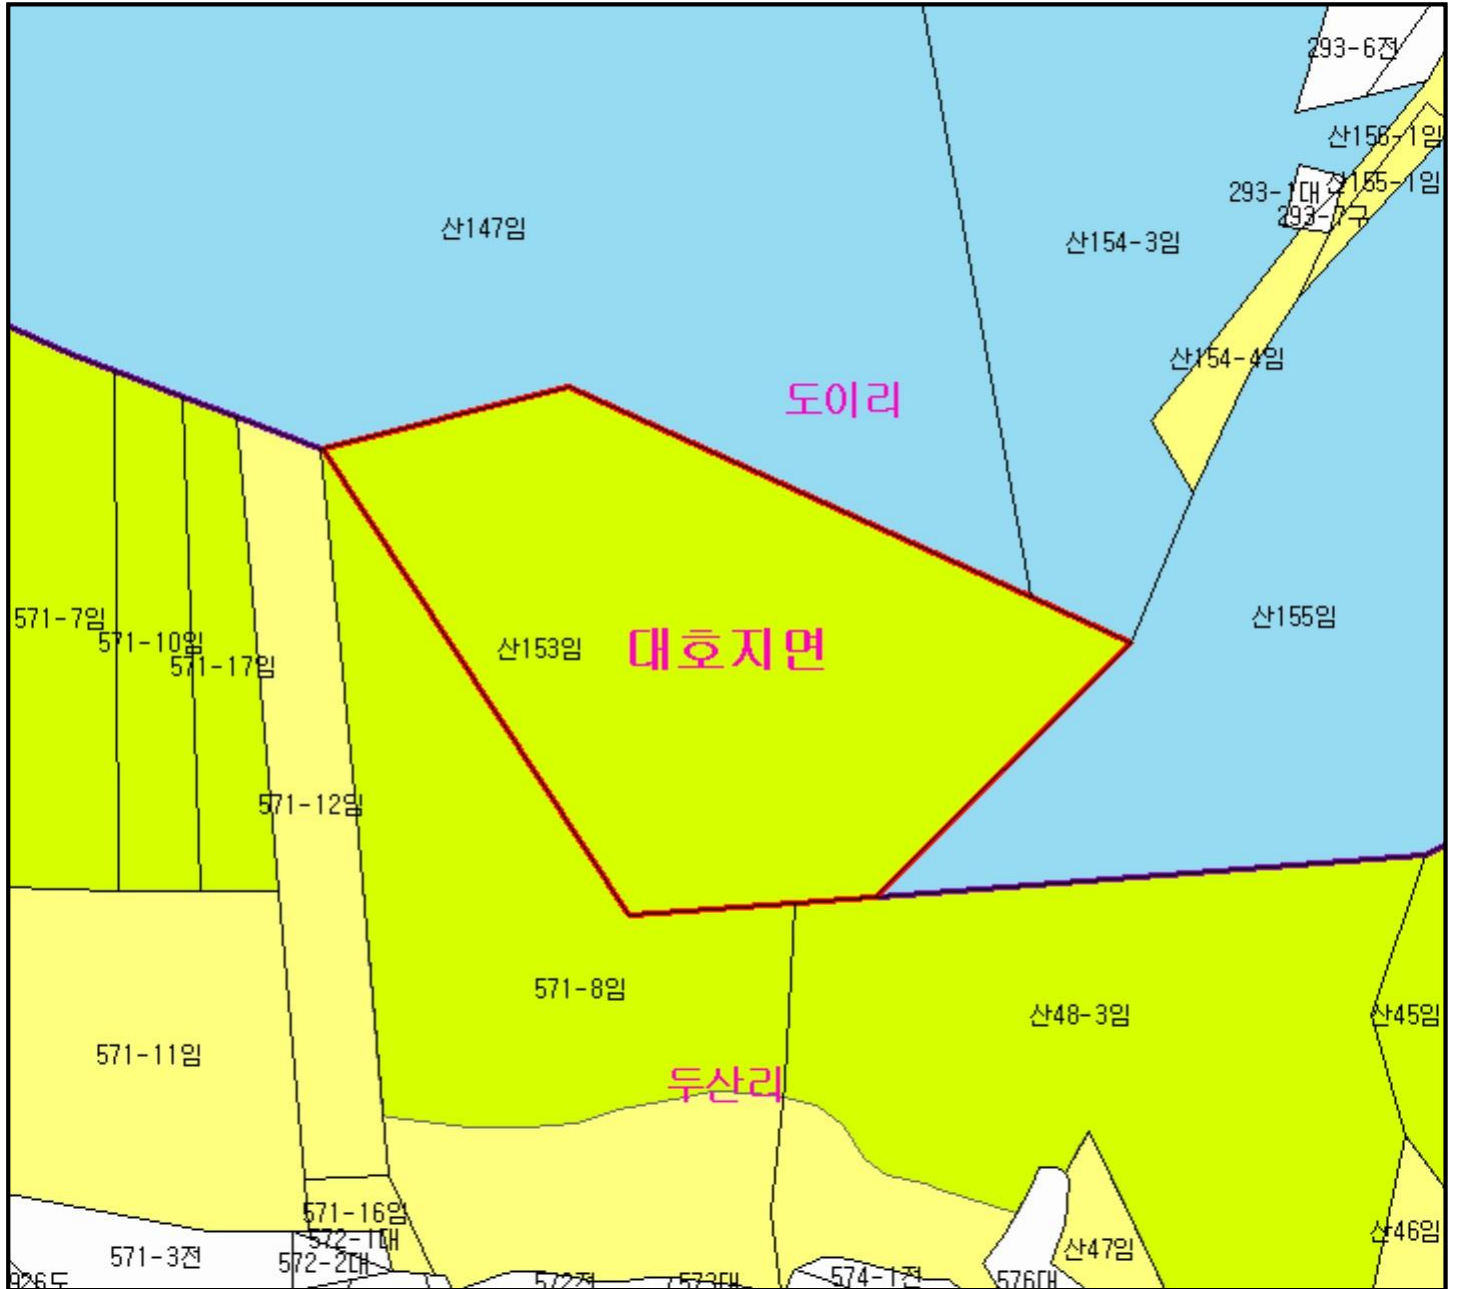 293-6전
산156-1임
산155-1임
293-1대
293-7구
산147임
산154-3임
산154-4임
도이리
571-7임
571-10임
571-17임
산153임
대호지면
산155임
571-12임
571-8임
산48-3임
산45임
571-11임
두산리
571-16임
572-1대
572-2대
571-3전
산47임
산46임
926도
572전
573대
574-1전
576대